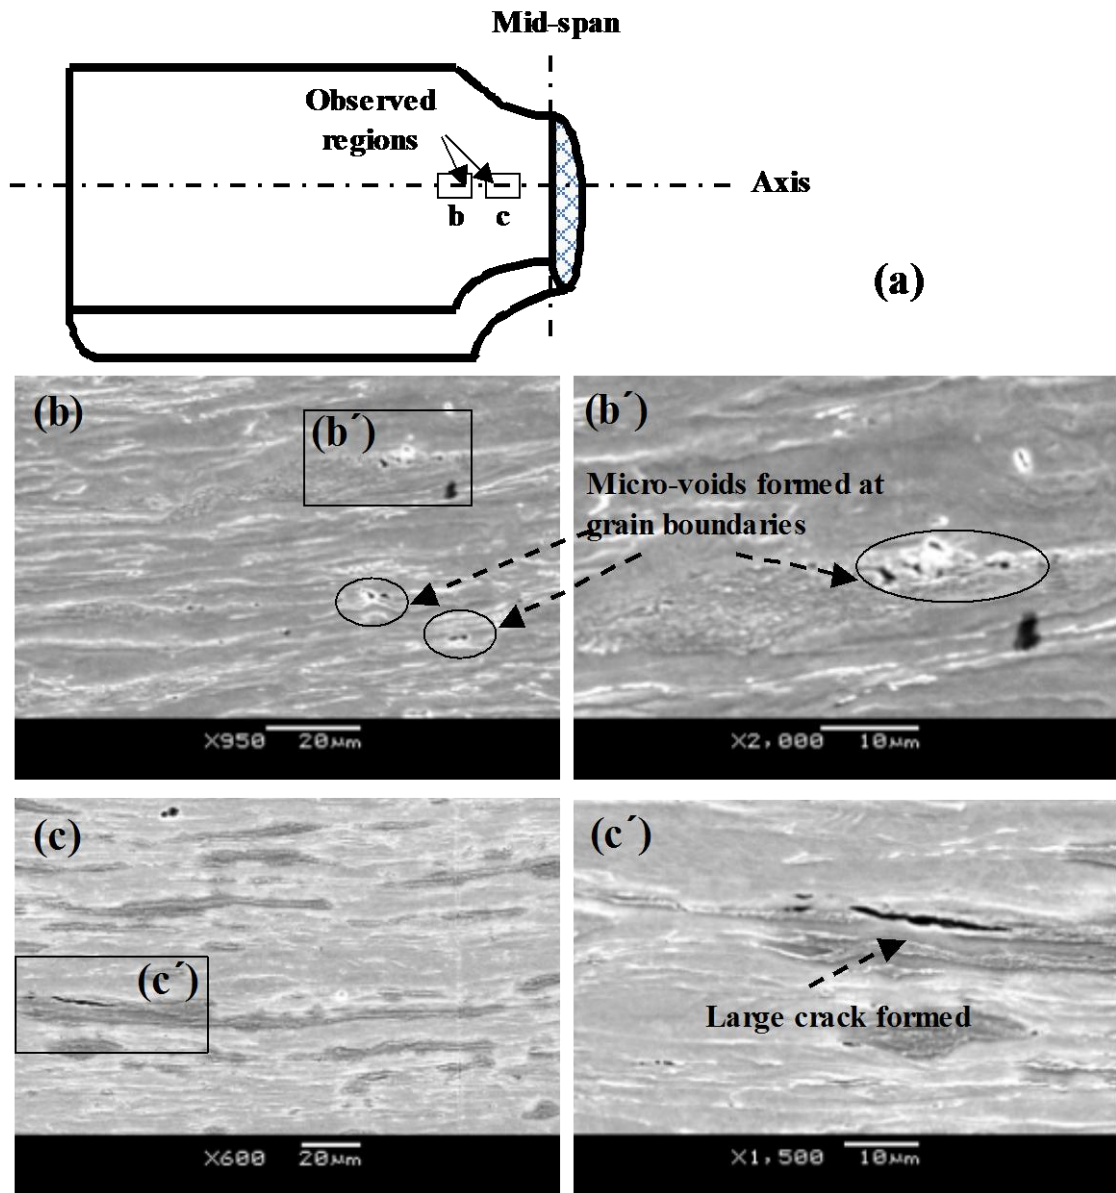 Mid-span
Observed
regions
Axis
b c
(a)
(b)
(b´)
(b´)
Micro-voids formed at
grain boundaries
X950 20μm
X2,000 10μm
(c)
(c´)
(c´)
Large crack formed
X600 20μm
X1,500 10μm